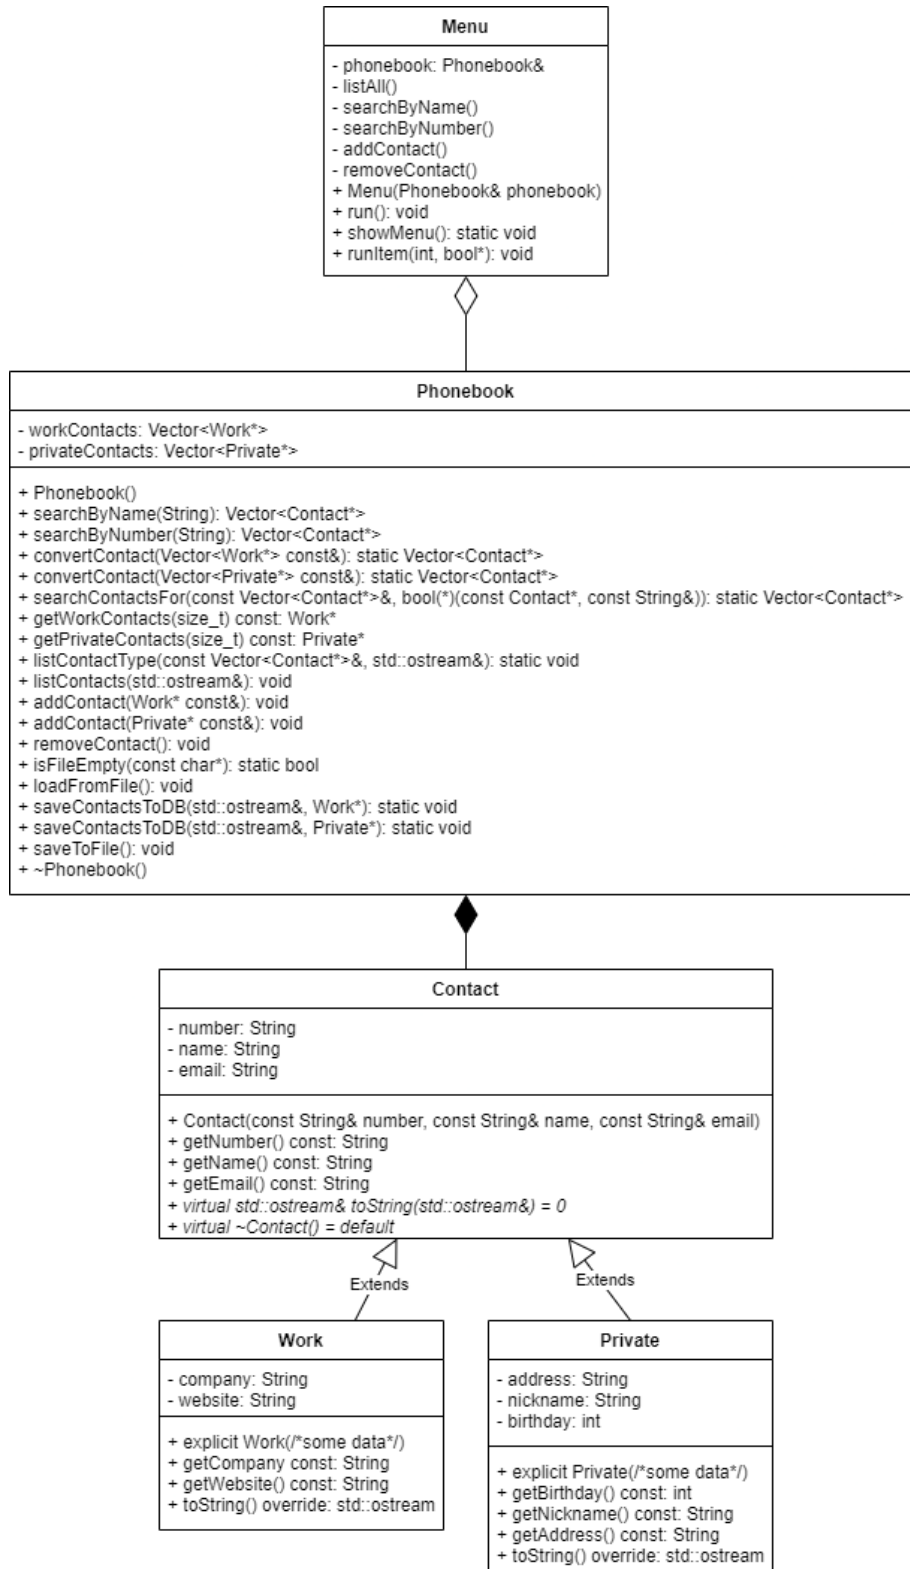 Menu
- phonebook: Phonebook&
- listAll()
- searchByName()
- searchByNumber()
- addContact()
- removeContact()
+ Menu(Phonebook& phonebook)
+ run(): void
+ showMenu(): static void
+ runItem(int, bool*): void
Phonebook
- workContacts: Vector<Work*>
- privateContacts: Vector<Private*>
+ Phonebook()
+ searchByName(String): Vector<Contact*>
+ searchByNumber(String): Vector<Contact*>
+ convertContact(Vector<Work*> const&): static Vector<Contact*>
+ convertContact(Vector<Private*> const&): static Vector<Contact*>
+ searchContactsFor(const Vector<Contact*>&, bool(*)(const Contact*, const String&)): static Vector<Contact*>
+ getWorkContacts(size_t) const: Work*
+ getPrivateContacts(size_t) const: Private*
+ listContactType(const Vector<Contact*>&, std::ostream&): static void
+ listContacts(std::ostream&): void
+ addContact(Work* const&): void
+ addContact(Private* const&): void
+ removeContact(): void
+ isFileEmpty(const char*): static bool
+ loadFromFile(): void
+ saveContactsToDB(std::ostream&, Work*): static void
+ saveContactsToDB(std::ostream&, Private*): static void
+ saveToFile(): void
+ ~Phonebook()
Contact
- number: String
- name: String
- email: String
+ Contact(const String& number, const String& name, const String& email)
+ getNumber() const: String
+ getName() const: String
+ getEmail() const: String
+ virtual std::ostream& toString(std::ostream&) = 0
+ virtual ~Contact() = default
Extends
Extends
Work
- company: String
- website: String
+ explicit Work(/*some data*/)
+ getCompany const: String
+ getWebsite() const: String
+ toString() override: std::ostream
Private
- address: String
- nickname: String
- birthday: int
+ explicit Private(/*some data*/)
+ getBirthday() const: int
+ getNickname() const: String
+ getAddress() const: String
+ toString() override: std::ostream